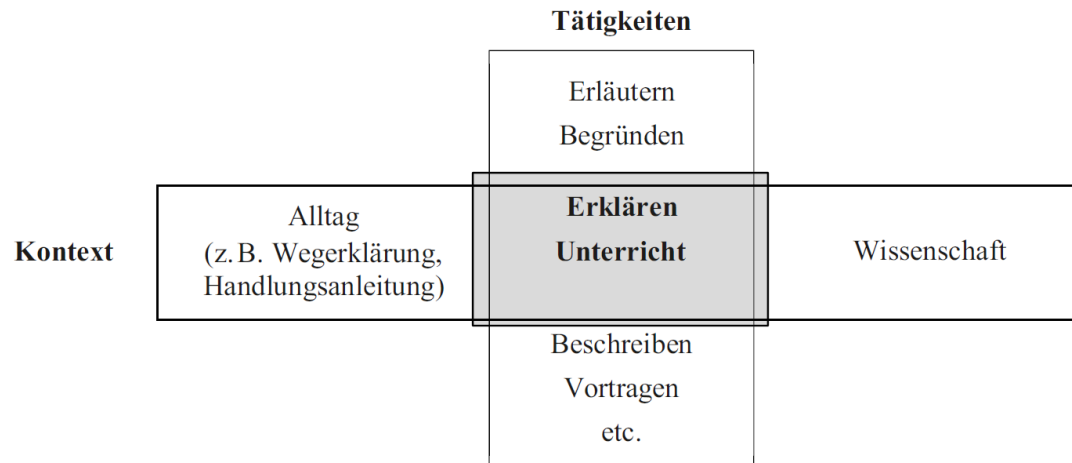 Tätigkeiten
Erläutern
Begründen
Kontext
Alltag
(z. B. Wegerklärung,
Handlungsanleitung)
Erklären
Unterricht
Wissenschaft
Beschreiben
Vortragen
etc.